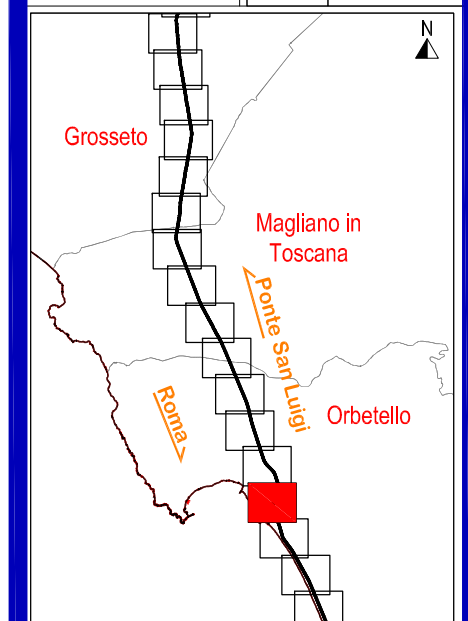 N
Grosseto
Magliano in
Toscana
Ponte San Luigi
Roma
Orbetello